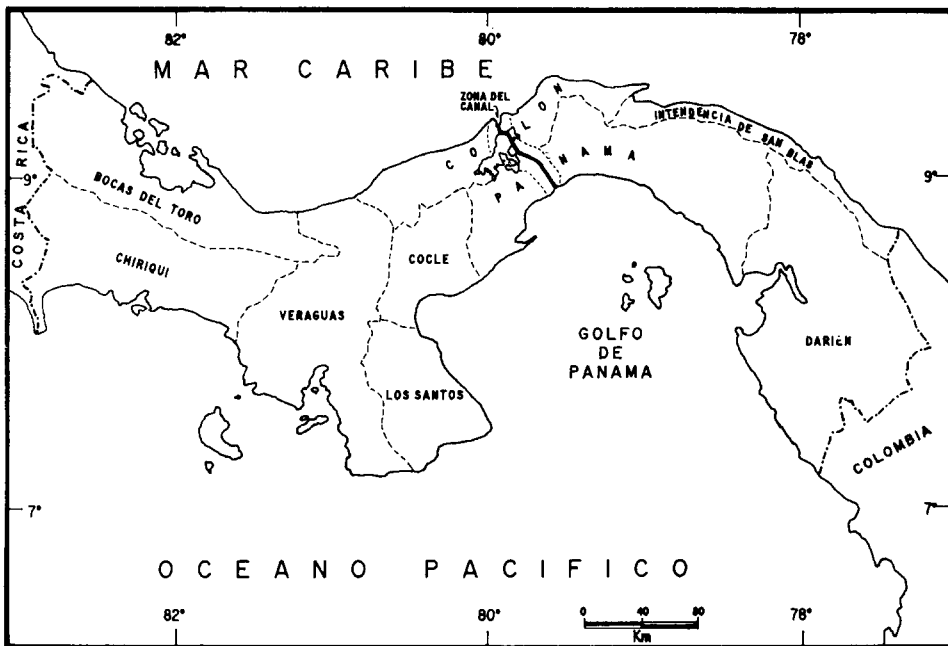 82°
80°
78°
MAR CARIBE
ZONA DEL
CANAL
COLON
INTENDENCIA DE SAN BLAS
PANAMA
9°
9°
COSTA RICA
BOCAS DEL TORO
CHIRIQUI
COCLE
VERAGUAS
GOLFO
DE
PANAMA
DARIÉN
LOS SANTOS
COLOMBIA
7°
7°
OCEANO PACIFICO
82°
80°
0 40 80
Km
78°